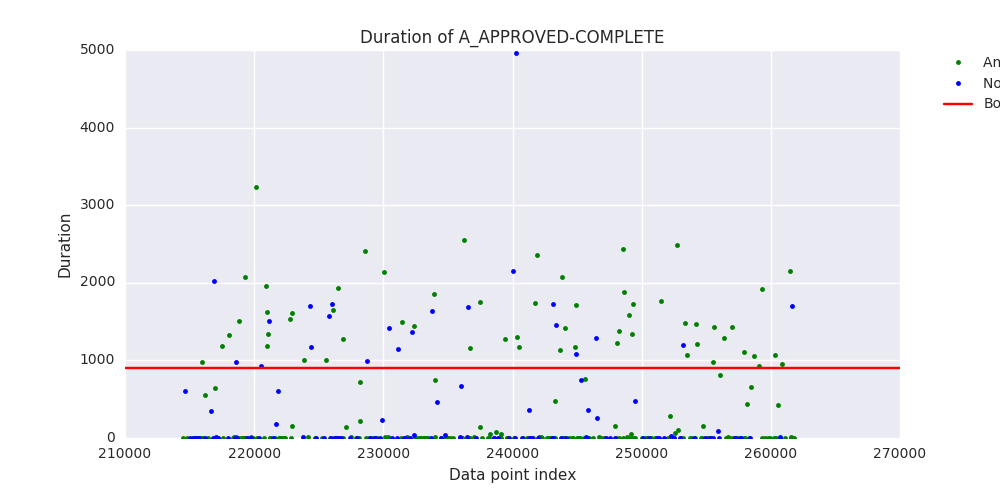 Duration of A_APPROVED-COMPLETE
5000
4000
3000
2000
1000
0
Duration
210000 220000 230000 240000 250000 260000 270000
Data point index
An
No
Bo